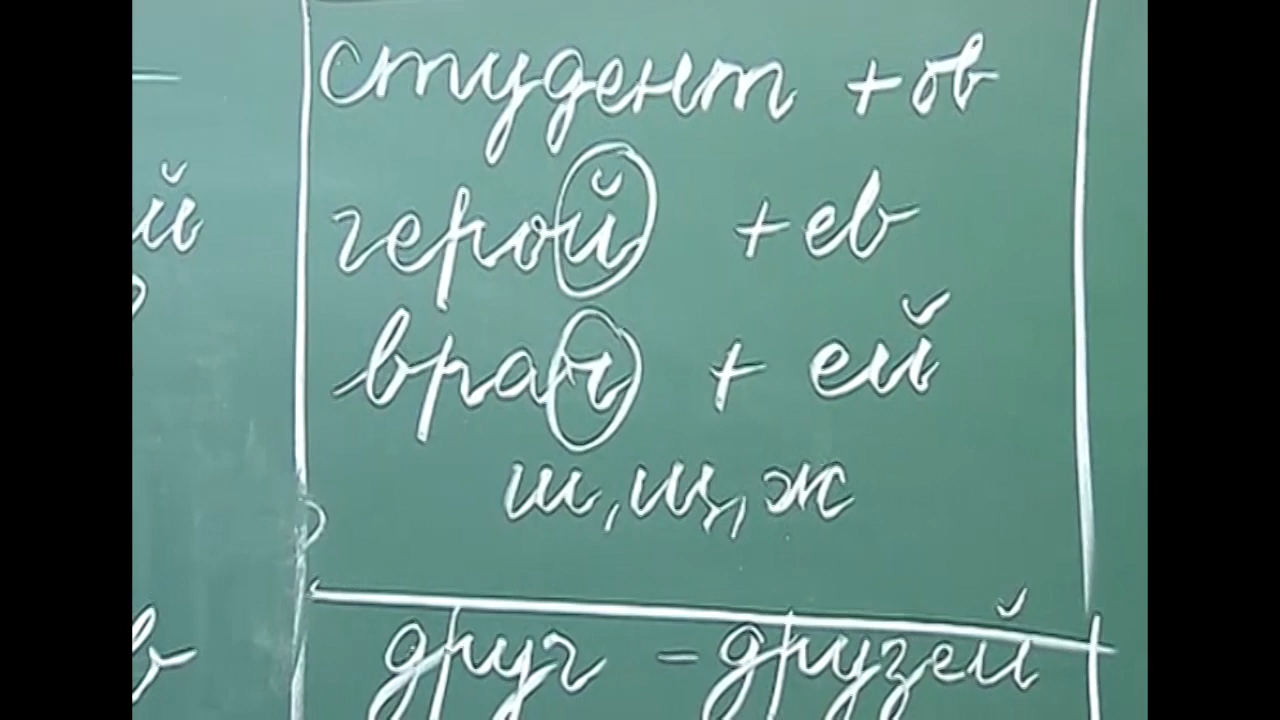 студент + ов
герой + ев
врач + ей
ш, щ, ж
друг - друзей